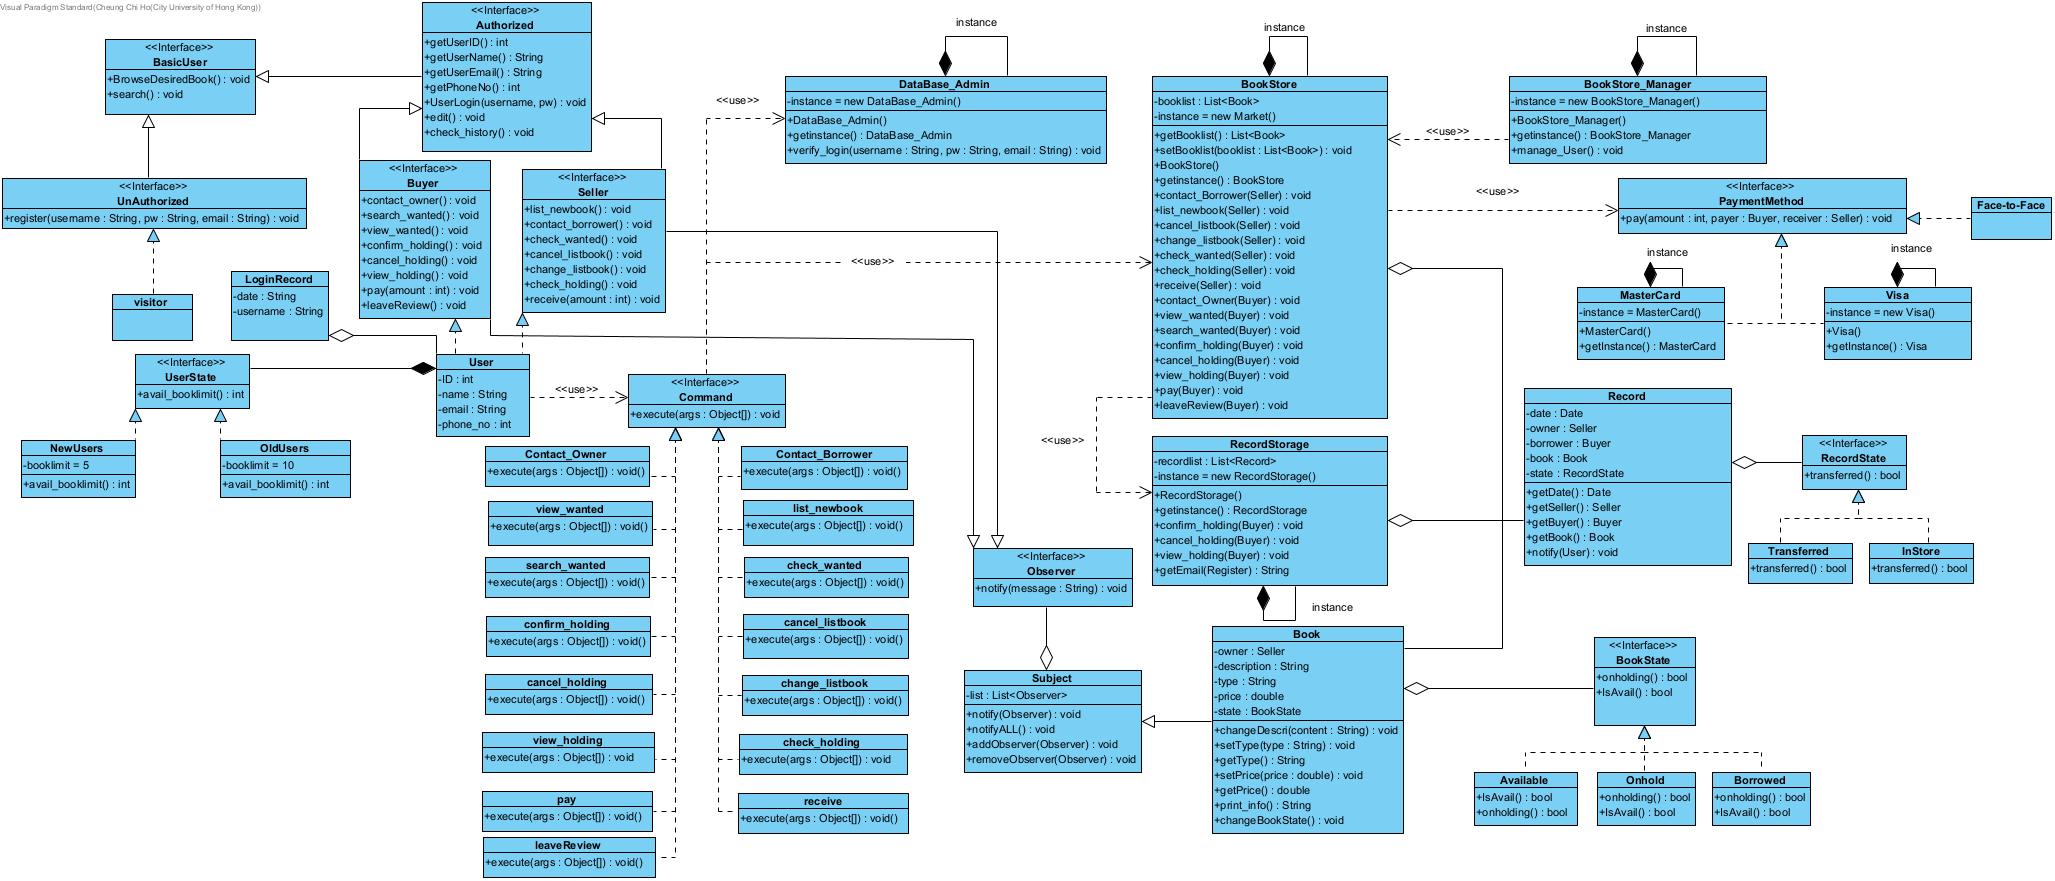 Visual Paradigm Standard(Cheung Chi Ho(City University of Hong Kong))
<<Interface>>
BasicUser
+BrowseDesiredBook() : void
+search() : void
<<Interface>>
Authorized
+getUserID() : int
+getUserName() : String
+getUserEmail() : String
+getPhoneNo() : int
+UserLogin(username, pw) : void
+edit() : void
+check_history() : void
<<Interface>>
UnAuthorized
+register(username : String, pw : String, email : String) : void
visitor
<<Interface>>
Buyer
+contact_owner() : void
+search_wanted() : void
+view_wanted() : void
+confirm_holding() : void
+cancel_holding() : void
+view_holding() : void
+pay(amount : int) : void
+leaveReview() : void
<<Interface>>
Seller
+list_newbook() : void
+contact_borrower() : void
+check_wanted() : void
+cancel_listbook() : void
+change_listbook() : void
+check_holding() : void
+receive(amount : int) : void
LoginRecord
-date : String
-username : String
<<Interface>>
UserState
+avail_booklimit() : int
NewUsers
-booklimit = 5
+avail_booklimit() : int
OldUsers
-booklimit = 10
+avail_booklimit() : int
User
-ID : int
-name : String
-email : String
-phone_no : int
<<use>>
<<Interface>>
Command
+execute(args : Object[]) : void
Contact_Owner
+execute(args : Object[]) : void()
view_wanted
+execute(args : Object[]) : void()
search_wanted
+execute(args : Object[]) : void()
confirm_holding
+execute(args : Object[]) : void()
cancel_holding
+execute(args : Object[]) : void()
view_holding
+execute(args : Object[]) : void
pay
+execute(args : Object[]) : void()
leaveReview
+execute(args : Object[]) : void()
Contact_Borrower
+execute(args : Object[]) : void()
list_newbook
+execute(args : Object[]) : void()
check_wanted
+execute(args : Object[]) : void()
cancel_listbook
+execute(args : Object[]) : void()
change_listbook
+execute(args : Object[]) : void()
check_holding
+execute(args : Object[]) : void
receive
+execute(args : Object[]) : void()
<<use>>
<<use>>
instance
DataBase_Admin
-instance = new DataBase_Admin()
+DataBase_Admin()
+getinstance() : DataBase_Admin
+verify_login(username : String, pw : String, email : String) : void
instance
BookStore
-booklist : List<Book>
-instance = new Market()
+getBooklist() : List<Book>
+setBooklist(booklist : List<Book>) : void
+BookStore()
+getinstance() : BookStore
+contact_Borrower(Seller) : void
+list_newbook(Seller) : void
+cancel_listbook(Seller) : void
+change_listbook(Seller) : void
+check_wanted(Seller) : void
+check_holding(Seller) : void
+receive(Seller) : void
+contact_Owner(Buyer) : void
+view_wanted(Buyer) : void
+search_wanted(Buyer) : void
+confirm_holding(Buyer) : void
+cancel_holding(Buyer) : void
+view_holding(Buyer) : void
+pay(Buyer) : void
+leaveReview(Buyer) : void
<<use>>
instance
BookStore_Manager
-instance = new BookStore_Manager()
+BookStore_Manager()
+getinstance() : BookStore_Manager
+manage_User() : void
<<use>>
<<Interface>>
PaymentMethod
+pay(amount : int, payer : Buyer, receiver : Seller) : void
Face-to-Face
instance
MasterCard
-instance = MasterCard()
+MasterCard()
+getInstance() : MasterCard
instance
Visa
-instance = new Visa()
+Visa()
+getInstance() : Visa
<<use>>
RecordStorage
-recordlist : List<Record>
-instance = new RecordStorage()
+RecordStorage()
+getinstance() : RecordStorage
+confirm_holding(Buyer) : void
+cancel_holding(Buyer) : void
+view_holding(Buyer) : void
+getEmail(Register) : String
instance
Record
-date : Date
-owner : Seller
-borrower : Buyer
-book : Book
-state : RecordState
+getDate() : Date
+getSeller() : Seller
+getBuyer() : Buyer
+getBook() : Book
+notify(User) : void
<<Interface>>
RecordState
+transferred() : bool
Transferred
+transferred() : bool
InStore
+transferred() : bool
<<Interface>>
Observer
+notify(message : String) : void
Subject
-list : List<Observer>
+notify(Observer) : void
+notifyALL() : void
+addObserver(Observer) : void
+removeObserver(Observer) : void
Book
-owner : Seller
-description : String
-type : String
-price : double
-state : BookState
+changeDescri(content : String) : void
+setType(type : String) : void
+getType() : String
+setPrice(price : double) : void
+getPrice() : double
+print_info() : String
+changeBookState() : void
<<Interface>>
BookState
+onholding() : bool
+IsAvail() : bool
Available
+IsAvail() : bool
+onholding() : bool
Onhold
+onholding() : bool
+IsAvail() : bool
Borrowed
+onholding() : bool
+IsAvail() : bool